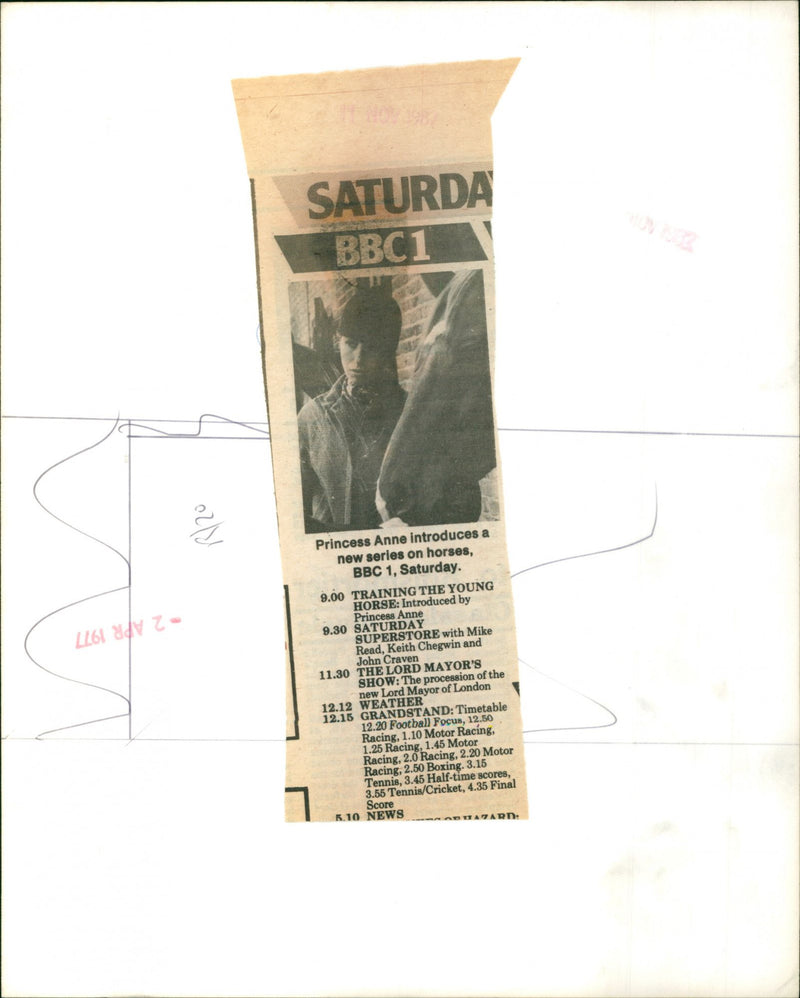 SATURDA
BBC 1
Princess Anne introduces a
new series on horses,
BBC 1, Saturday.
9.00 TRAINING THE YOUNG
HORSE: Introduced by
Princess Anne
9.30 SATURDAY
SUPERSTORE with Mike
Read, Keith Chegwin and
John Craven
11.30 THE LORD MAYOR'S
SHOW: The procession of the
new Lord Mayor of London
12.12 WEATHER
12.15 GRANDSTAND: Timetable
12.20 Football Focus, 12.50
Racing, 1.10 Motor Racing,
1.25 Racing, 1.45 Motor
Racing, 2.0 Racing, 2.20 Motor
Racing, 2.50 Boxing. 3.15
Tennis, 3.45 Half-time scores,
3.55 Tennis/Cricket, 4.35 Final
Score
5.10 NEWS
OF HAZARD:
- 2 APR 1977